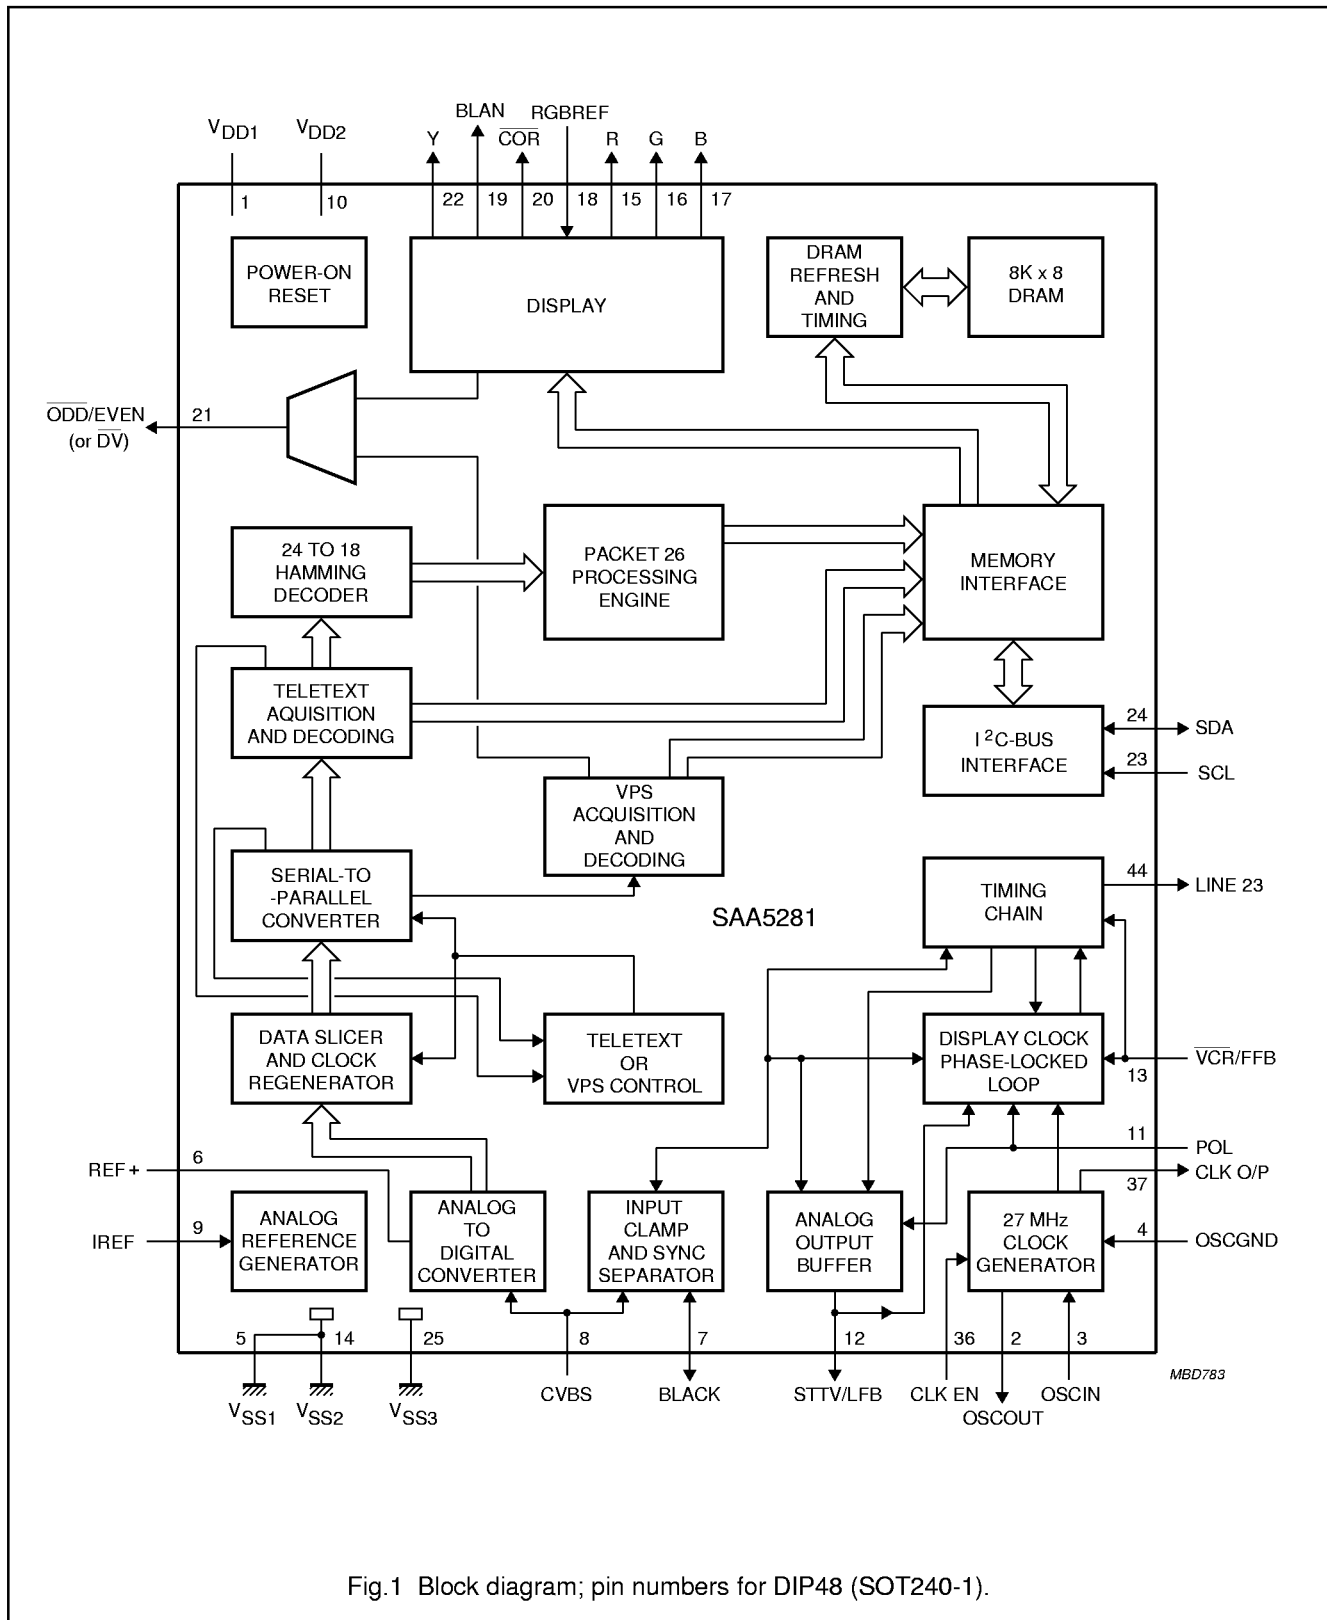 BLAN RGBREF
VDD1 VDD2 Y COR R G B
1 10 22 19 20 18 15 16 17
POWER-ON
RESET
DISPLAY
DRAM
REFRESH
AND
TIMING
8K x 8
DRAM
ODD/EVEN
(or DV)
21
24 TO 18
HAMMING
DECODER
PACKET 26
PROCESSING
ENGINE
MEMORY
INTERFACE
TELETEXT
AQUISITION
AND DECODING
I2C-BUS
INTERFACE
24 SDA
23 SCL
VPS
ACQUISITION
AND
DECODING
SERIAL-TO
-PARALLEL
CONVERTER
SAA5281
TIMING
CHAIN
44 LINE 23
DATA SLICER
AND CLOCK
REGENERATOR
TELETEXT
OR
VPS CONTROL
DISPLAY CLOCK
PHASE-LOCKED
LOOP
VCR/FFB
13
11 POL
CLK O/P
37
REF+ 6
IREF 9
ANALOG
REFERENCE
GENERATOR
ANALOG
TO
DIGITAL
CONVERTER
INPUT
CLAMP
AND SYNC
SEPARATOR
ANALOG
OUTPUT
BUFFER
27 MHz
CLOCK
GENERATOR
4 OSCGND
5 14 25 8 7 12 36 2 3
VSS1 VSS2 VSS3 CVBS BLACK STTV/LFB CLK EN OSCOUT OSCIN
MBD783
Fig.1 Block diagram; pin numbers for DIP48 (SOT240-1).